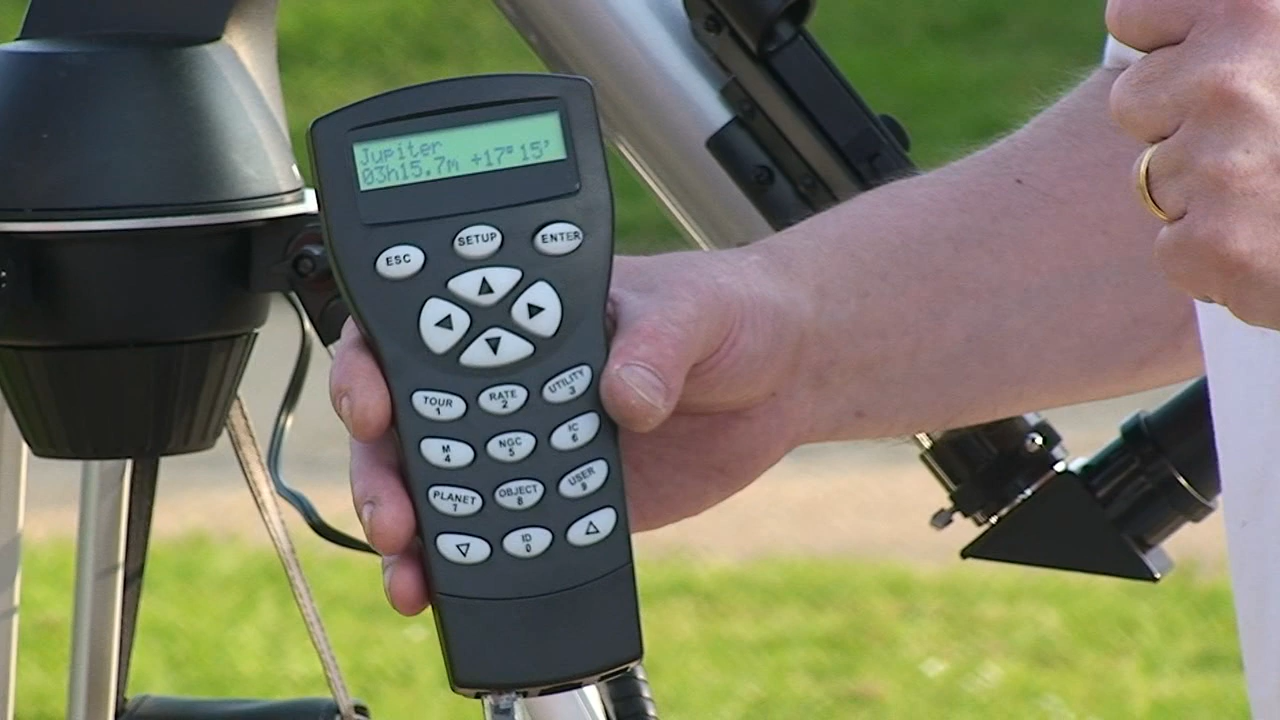 Jupiter
03h15.7m +17° 15'
ESC
SETUP
ENTER
▲
◀
▶
▼
TOUR
1
RATE
2
UTILITY
3
M
4
NGC
5
IC
6
PLANET
7
OBJECT
8
USER
9
▽
ID
0
△